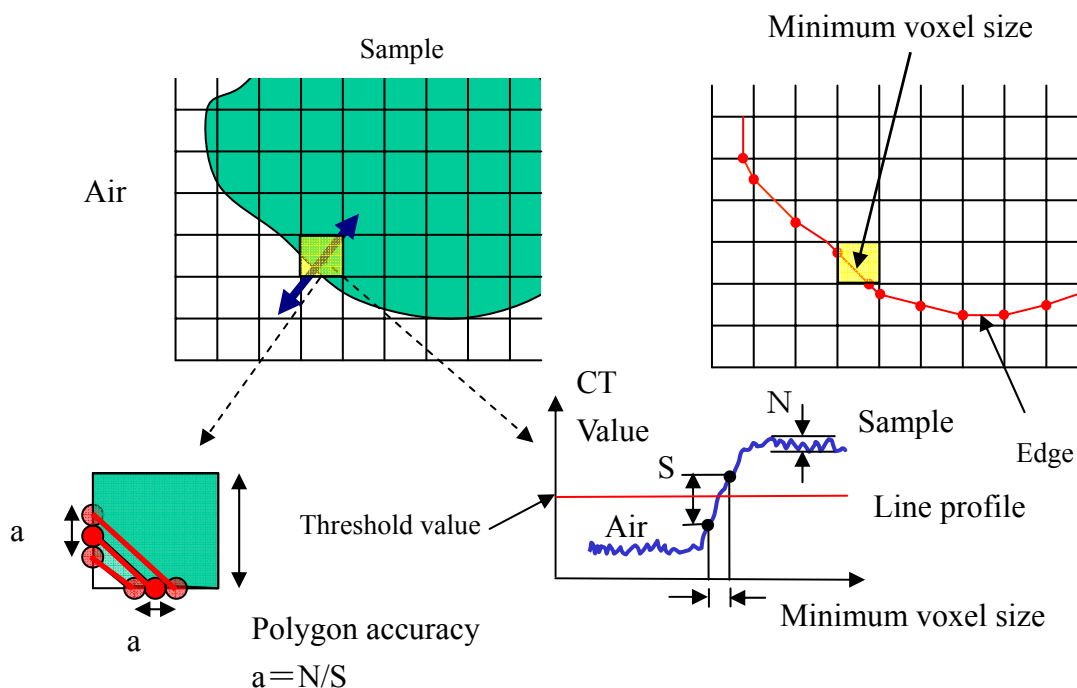 Sample
Minimum voxel size
Air
CT
Value
N
Sample
Edge
S
Threshold value
Line profile
Air
a
Minimum voxel size
a
Polygon accuracy
a＝N/S